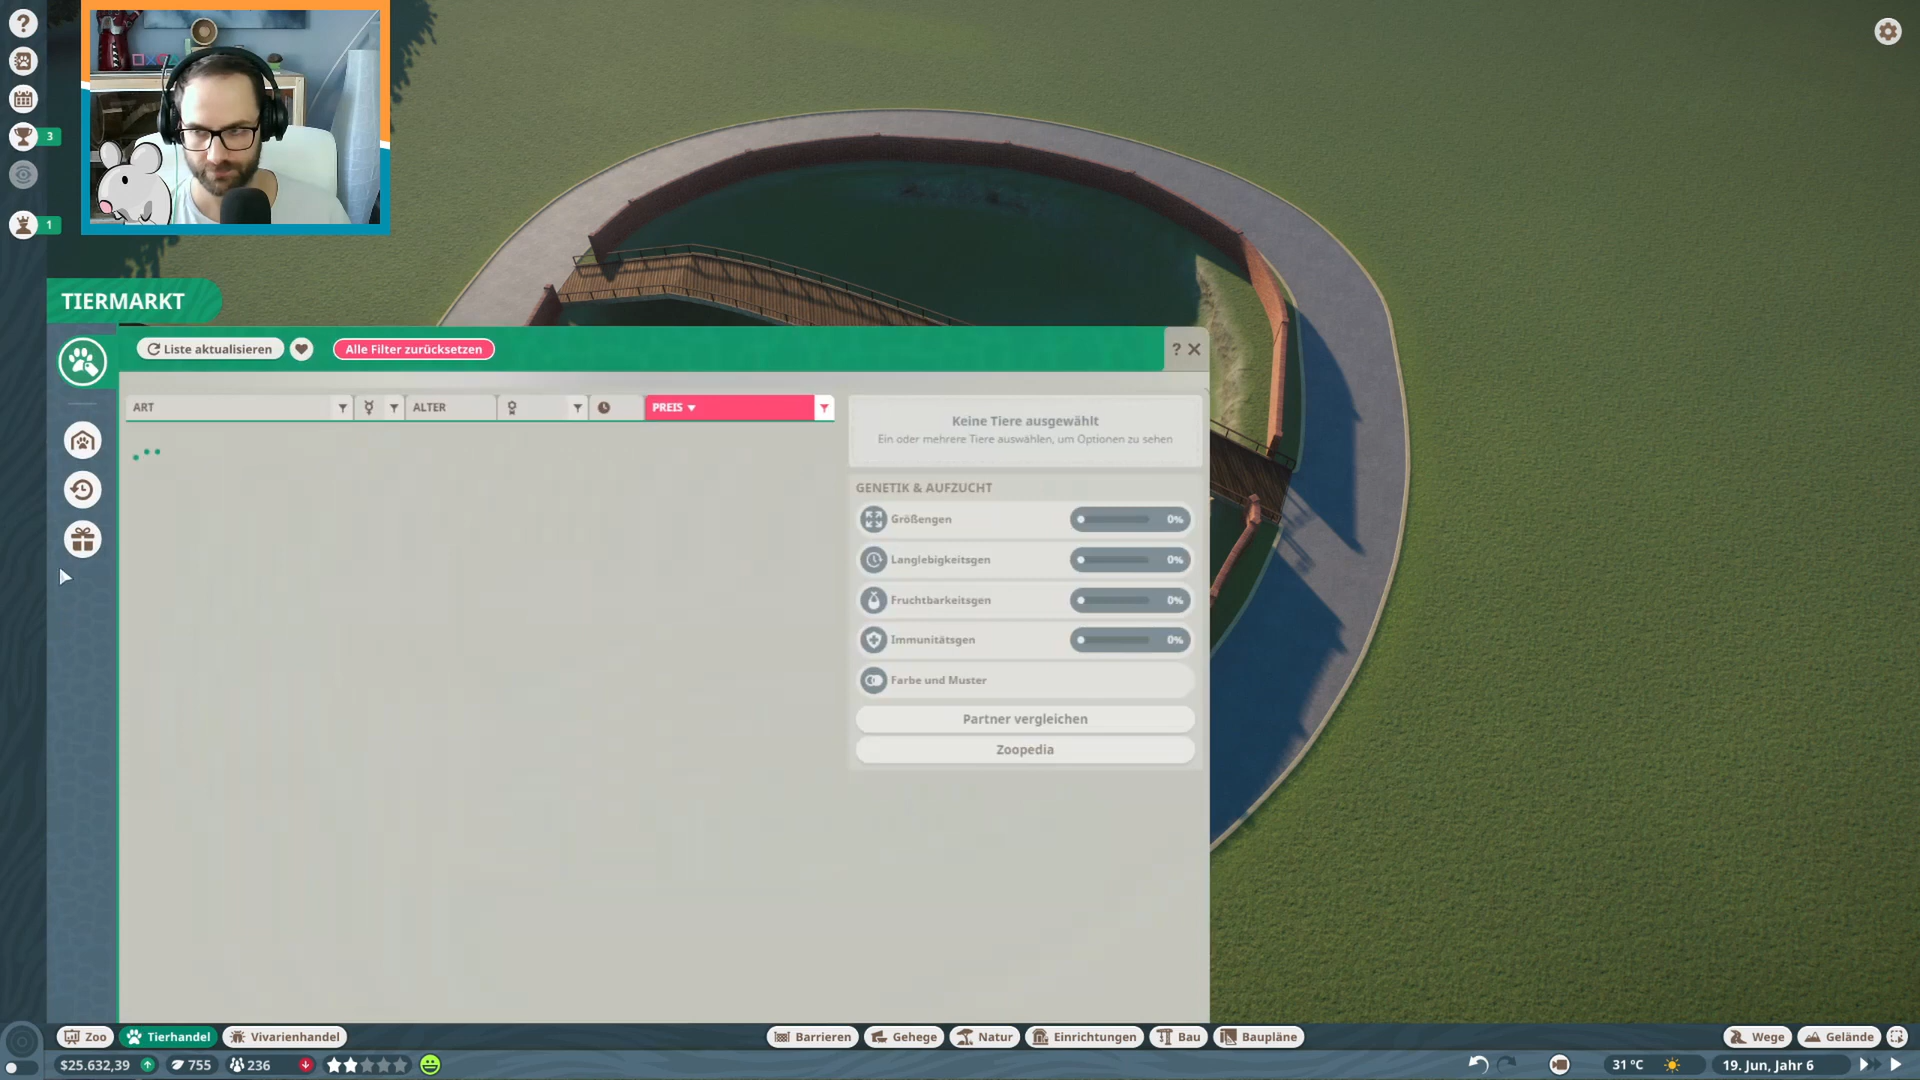 3
1
TIERMARKT
Liste aktualisieren
Alle Filter zurücksetzen
?
ART
ALTER
PREIS
Keine Tiere ausgewählt
Ein oder mehrere Tiere auswählen, um Optionen zu sehen
GENETIK & AUFZUCHT
Größengen 0%
Langlebigkeitsgen 0%
Fruchtbarkeitsgen 0%
Immunitätsgen 0%
Farbe und Muster
Partner vergleichen
Zoopedia
Zoo Tierhandel Vivarienhandel Barrieren Gehege Natur Einrichtungen Bau Baupläne Wege Gelände
$25.632,39 755 236 31 °C 19. Jun, Jahr 6